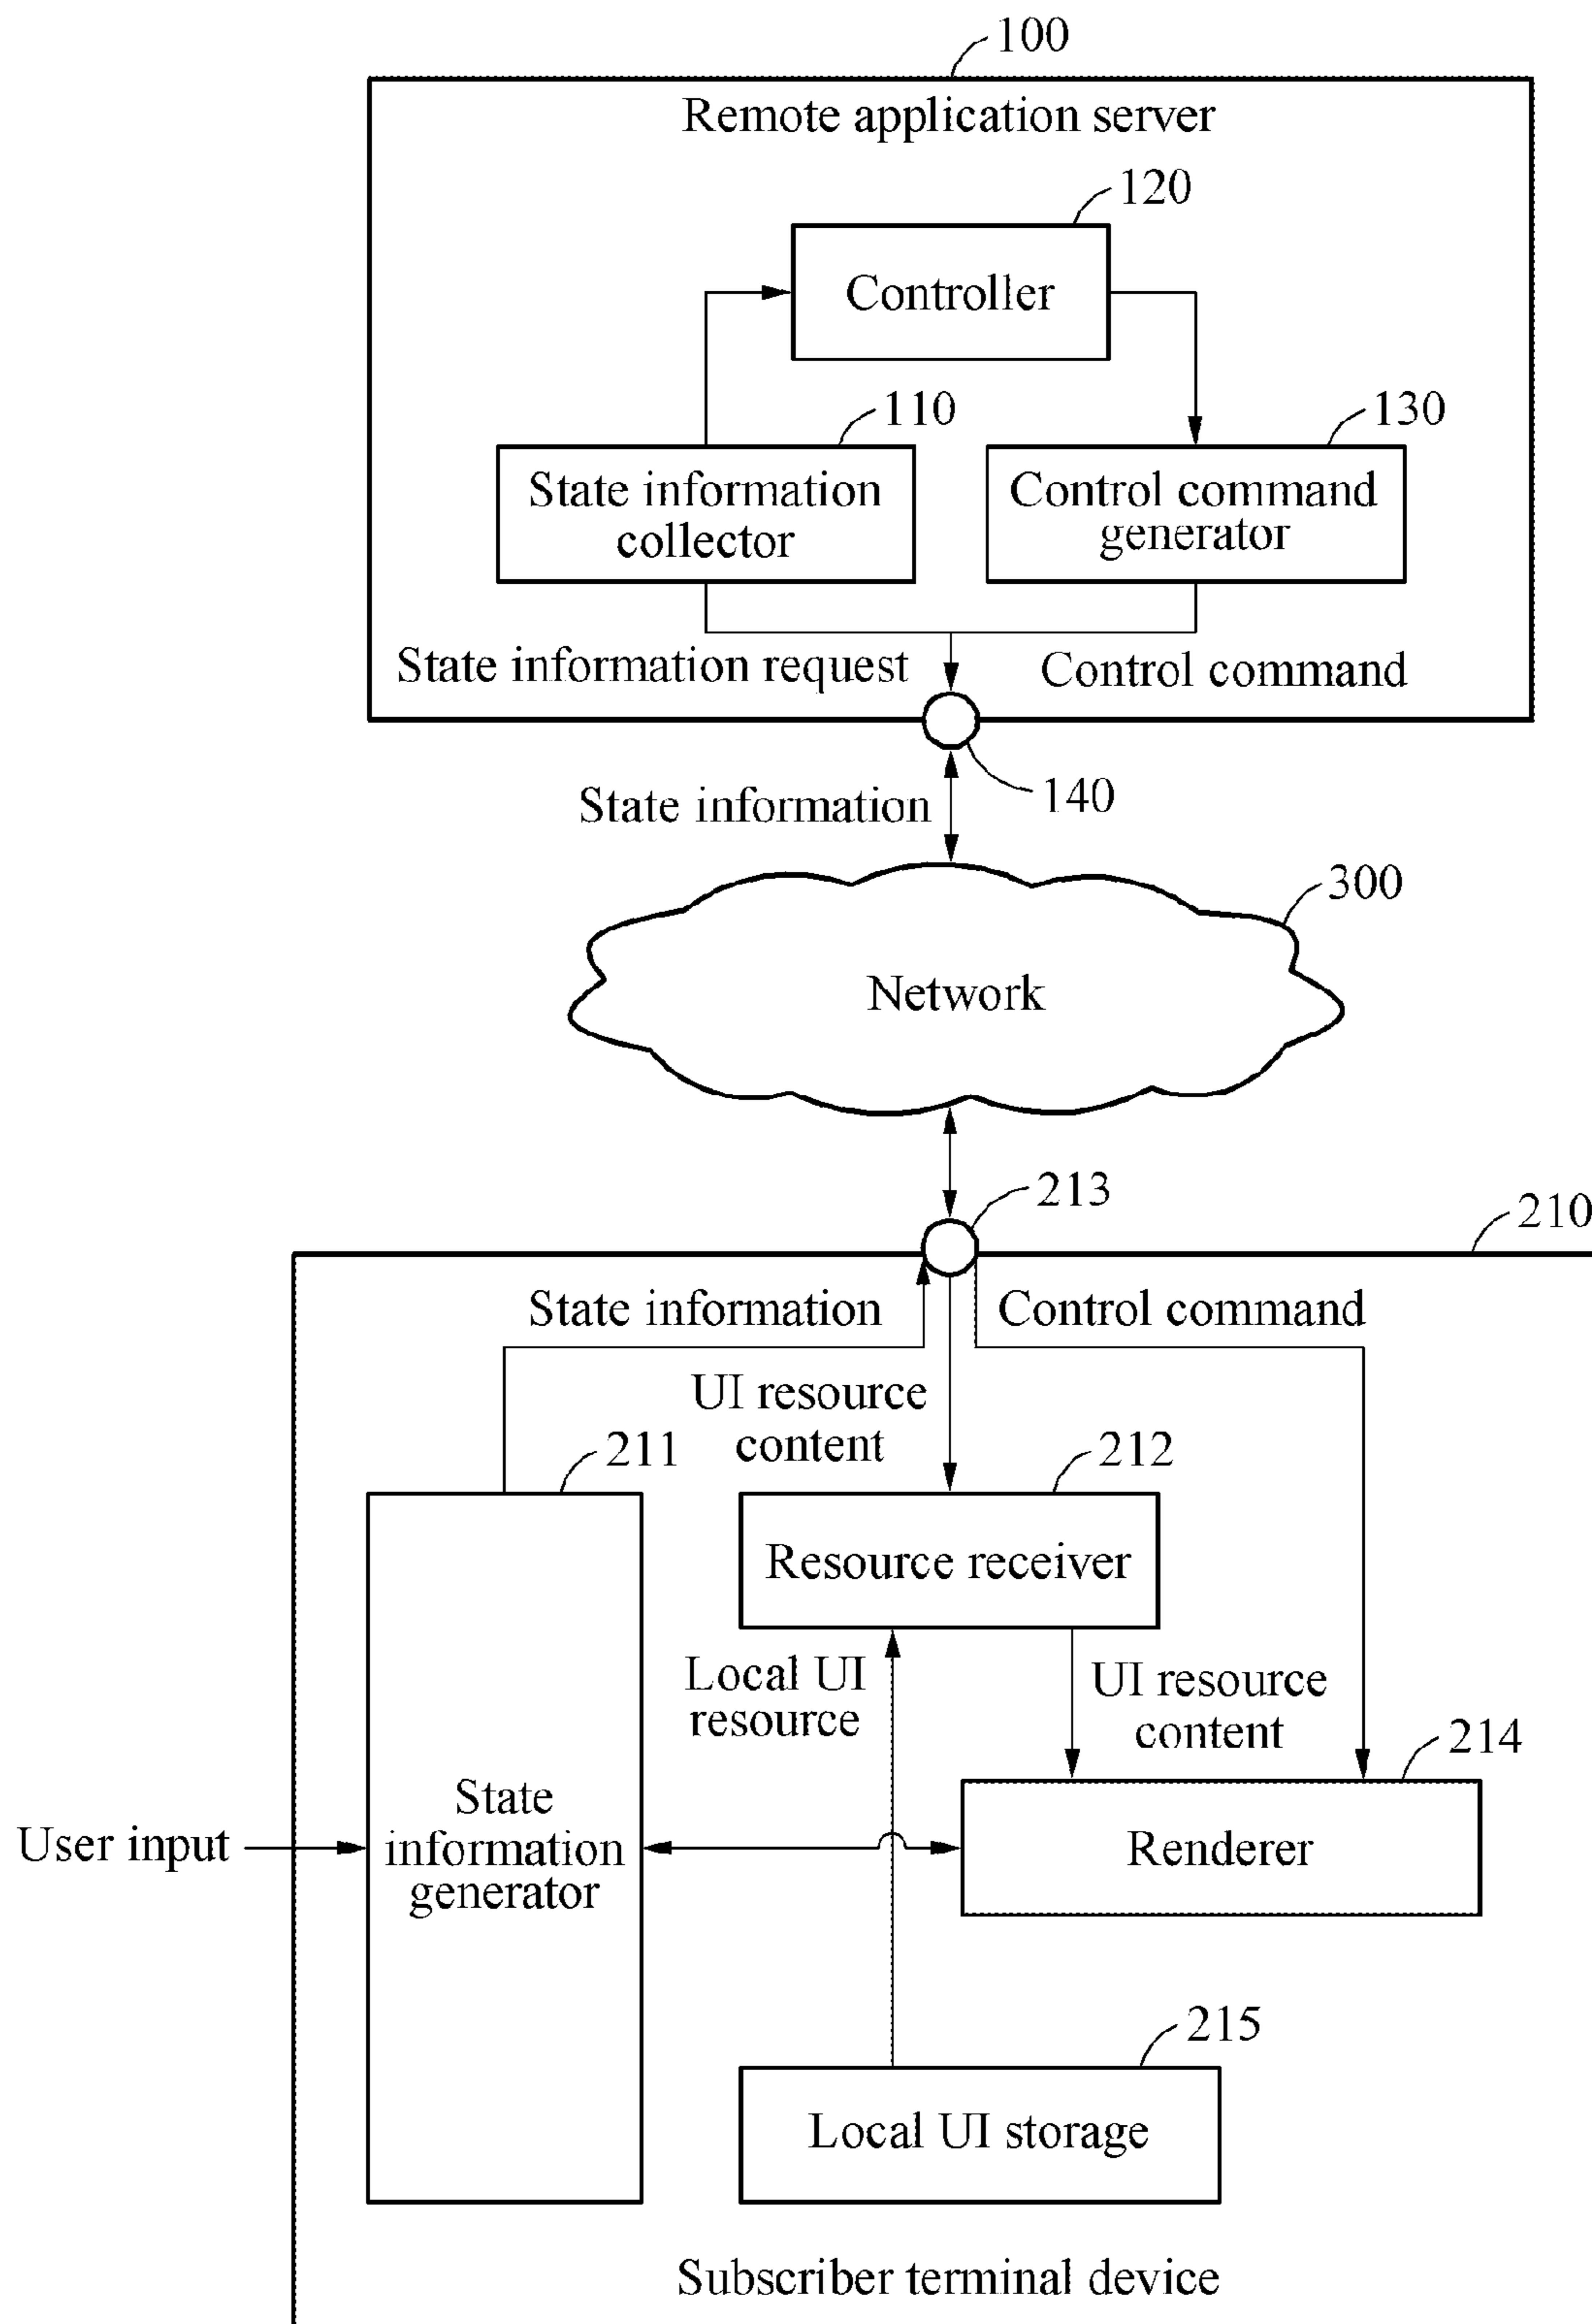 100
Remote application server
120
Controller
110
130
State information
collector
Control command
generator
State information request
Control command
140
State information
300
Network
213
210
State information
Control command
UI resource
content
211
212
Resource receiver
Local UI
resource
UI resource
content
214
State
information
generator
User input
Renderer
215
Local UI storage
Subscriber terminal device